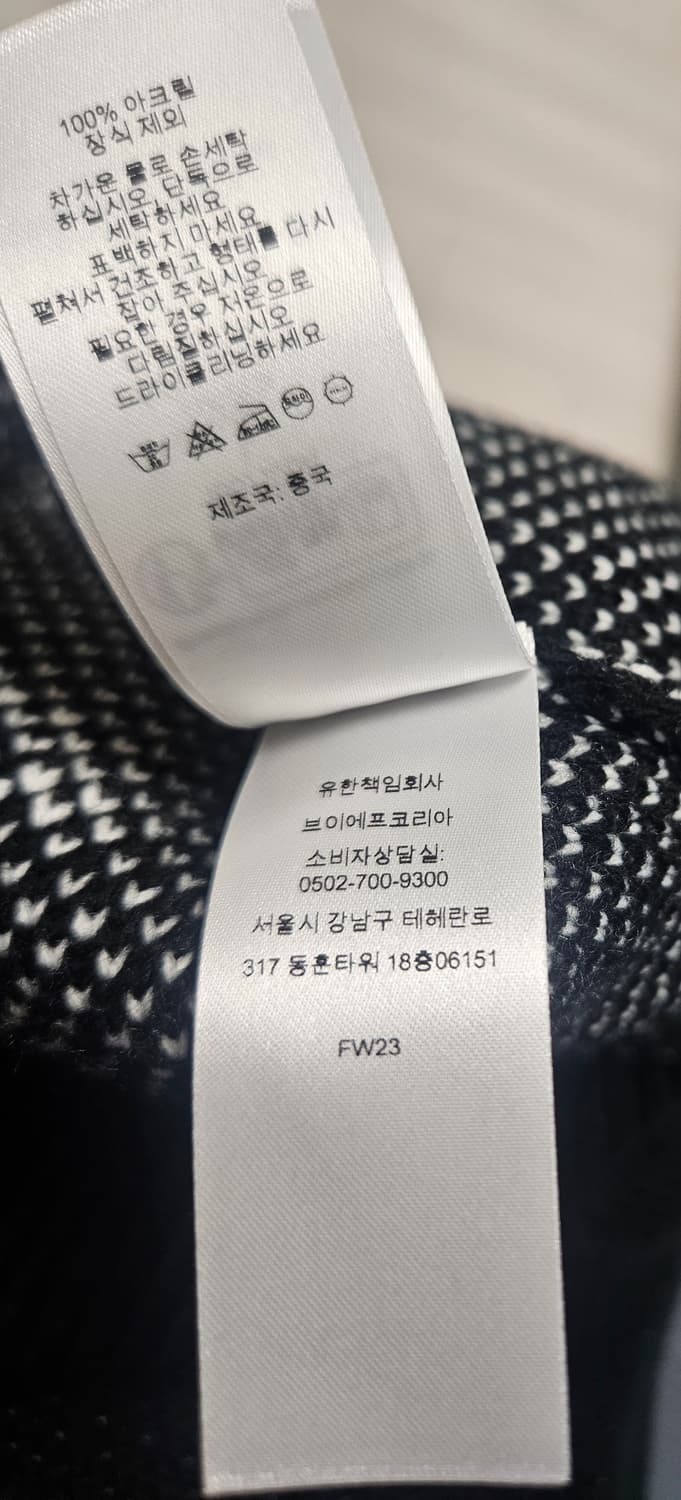 100% 아크릴
장식 제외
차가운 물로 손세탁
하십시오, 단독으로
세탁하세요
표백하지 마세요
펼쳐서 건조하고 형태를 다시
잡아 주십시오
필요한 경우 저온으로
다림질하십시오
드라이클리닝하세요
제조국: 중국
유한책임회사
브이에프코리아
소비자상담실:
0502-700-9300
서울시 강남구 테헤란로
317 동훈타워 18층06151
FW23